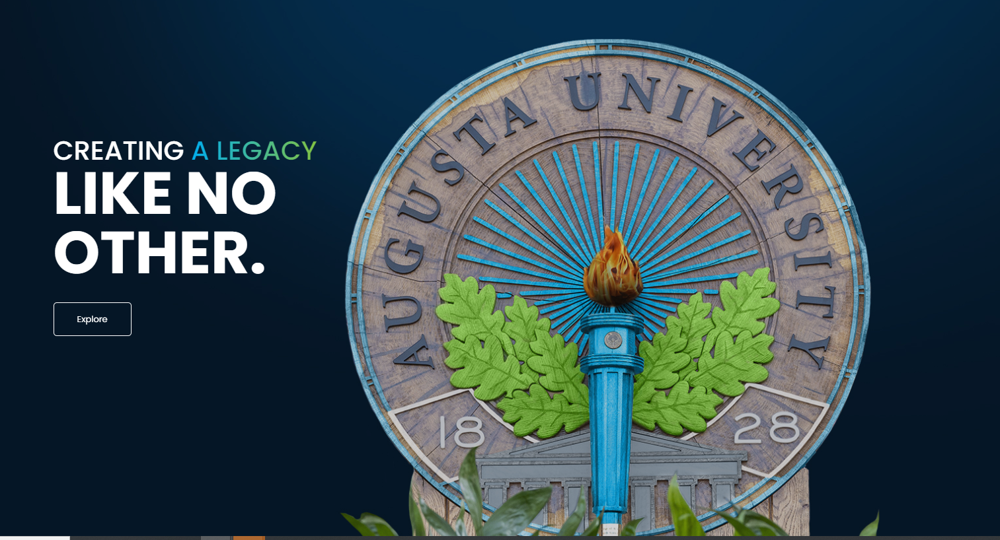 CREATING A LEGACY
LIKE NO
OTHER.
Explore
AUGUSTA UNIVERSITY
18 28